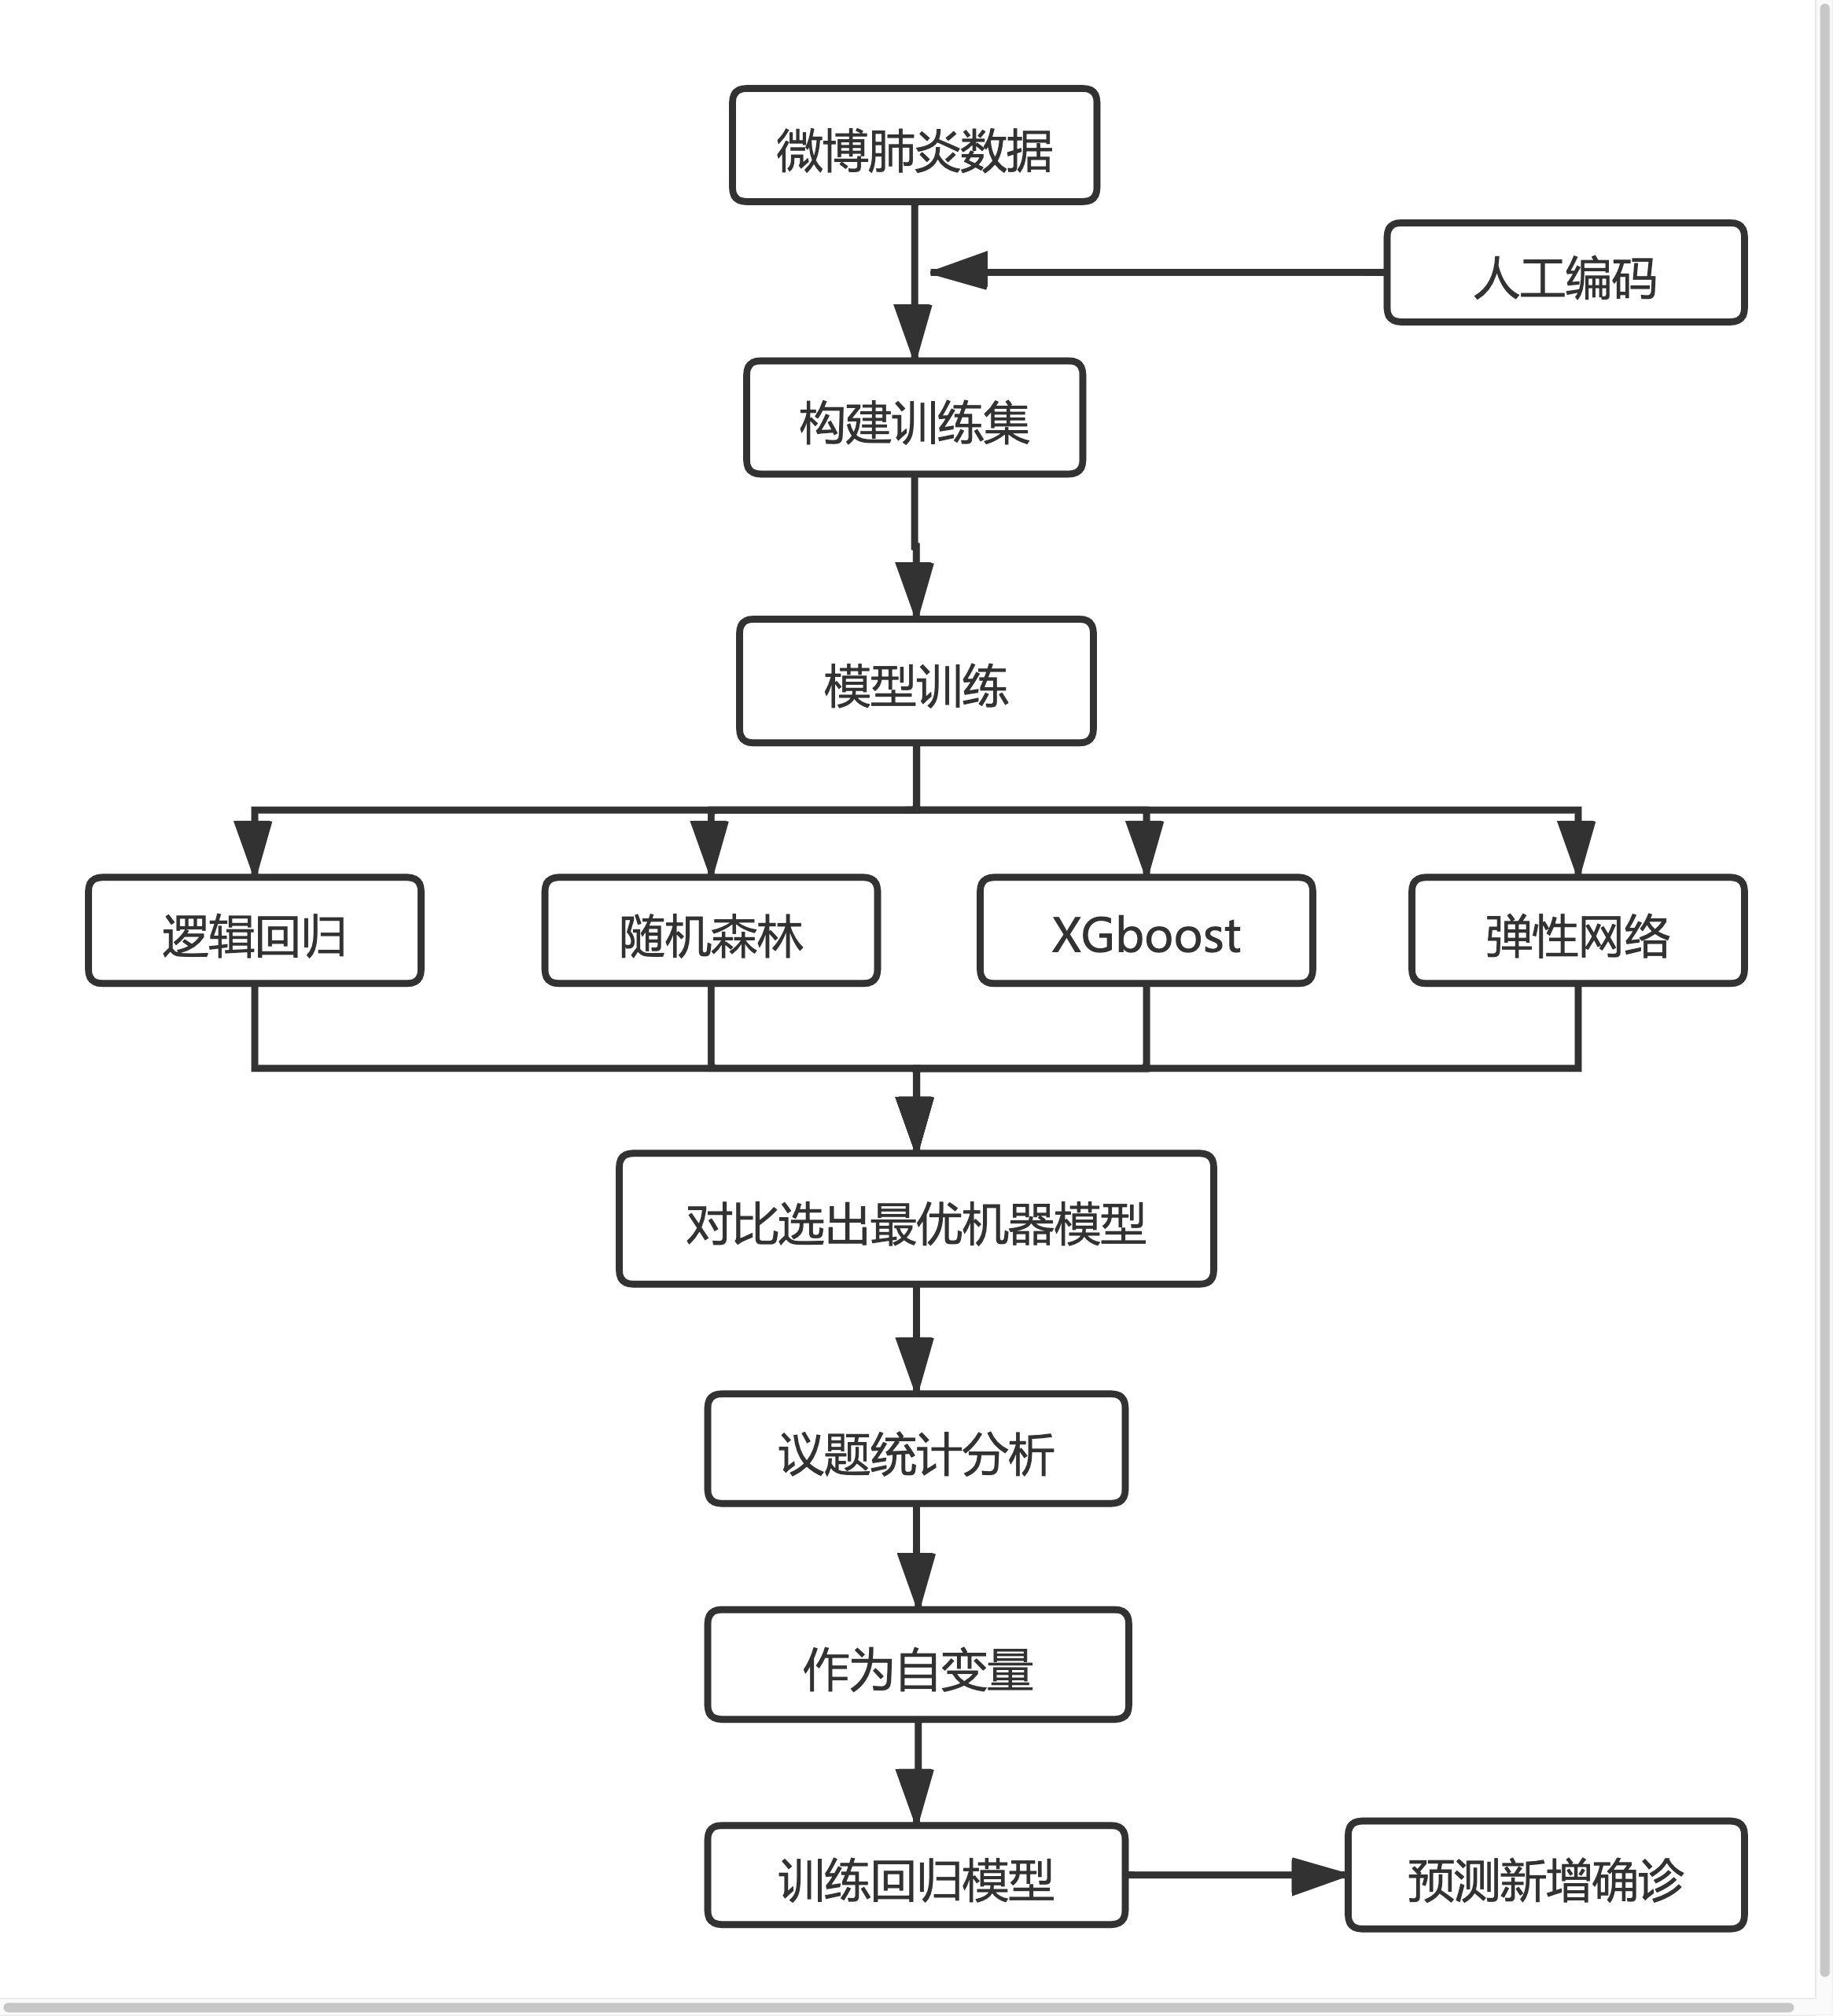 微博肺炎数据
人工编码
构建训练集
模型训练
逻辑回归
随机森林
XGboost
弹性网络
对比选出最优机器模型
议题统计分析
作为自变量
训练回归模型
预测新增确诊